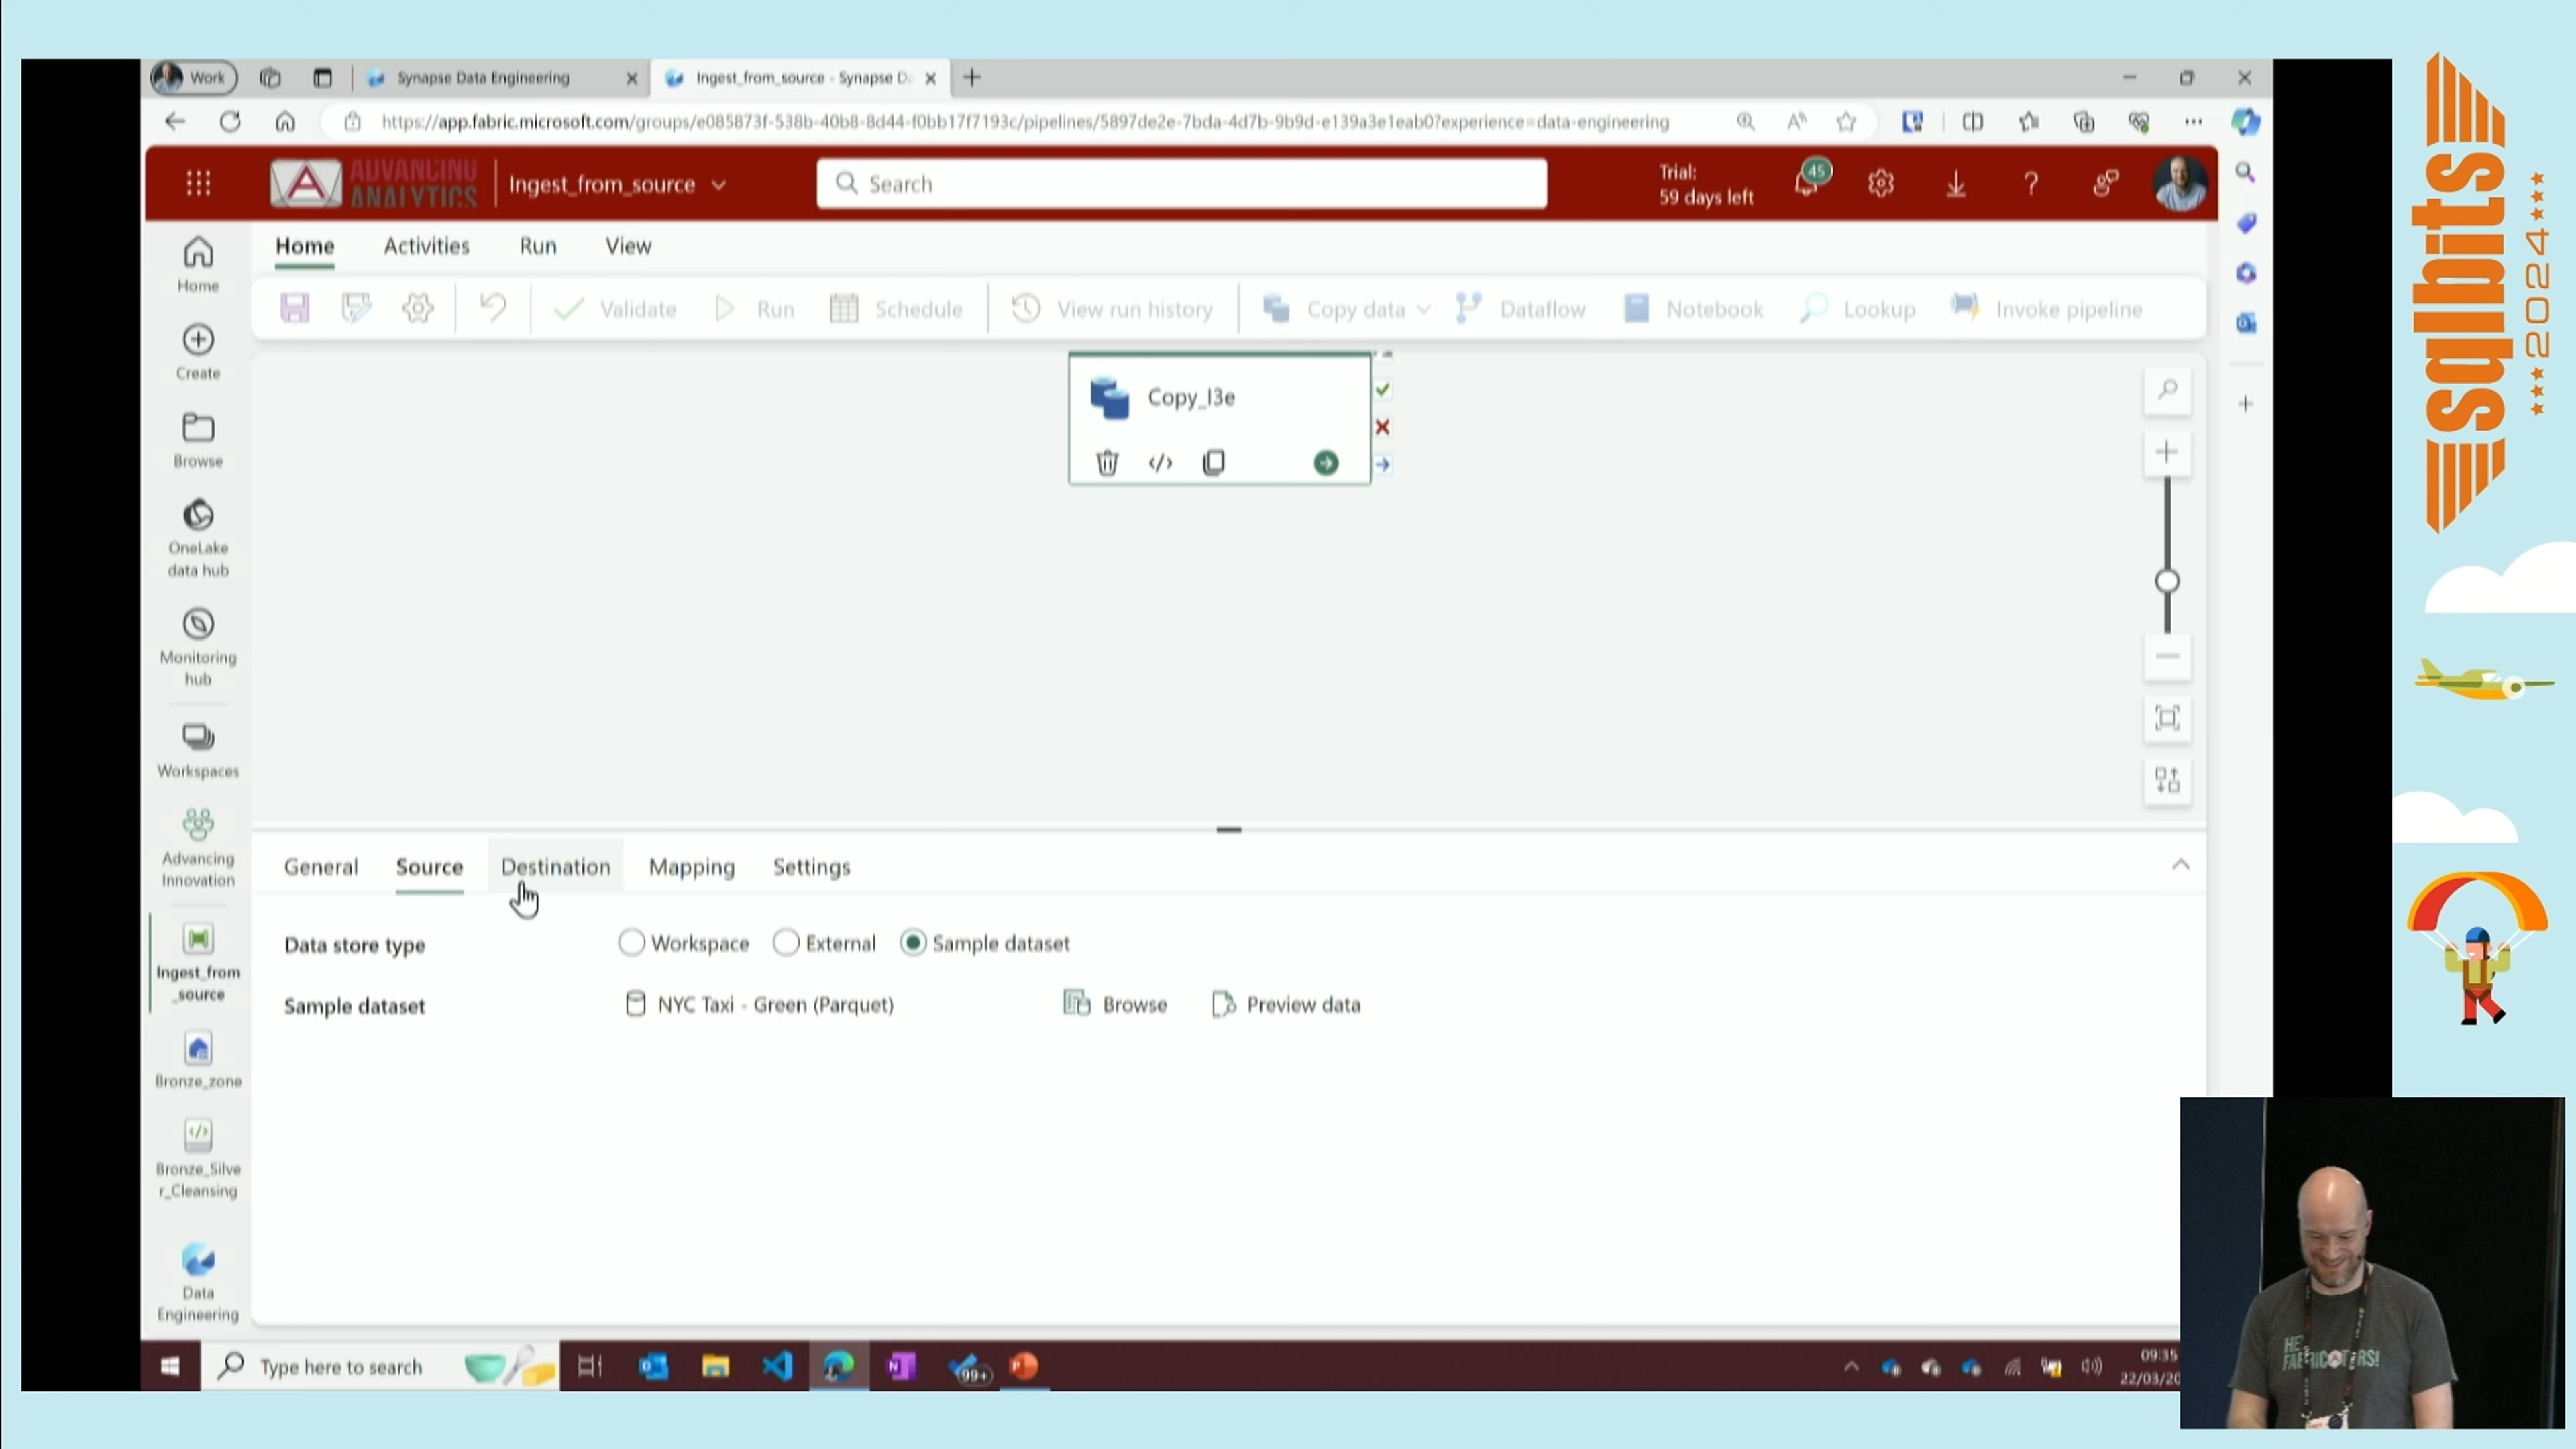 Work
Synapse Data Engineering
Ingest_from_source - Synapse D
https://app.fabric.microsoft.com/groups/e085873f-538b-40b8-8d44-f0bb17f7193c/pipelines/5897de2e-7bda-4d7b-9b9d-e139a3e1eab0?experience=data-engineering
ADVANCING
ANALYTICS
Ingest_from_source
Search
Trial:
59 days left
45
Home
Activities
Run
View
Validate
Run
Schedule
View run history
Copy data
Dataflow
Notebook
Lookup
Invoke pipeline
Home
Create
Browse
OneLake
data hub
Monitoring
hub
Workspaces
Advancing
Innovation
Ingest_from
_source
Bronze_zone
Bronze_Silve
r_Cleansing
Data
Engineering
Copy_l3e
General
Source
Destination
Mapping
Settings
Data store type
Workspace
External
Sample dataset
Sample dataset
NYC Taxi - Green (Parquet)
Browse
Preview data
Type here to search
99+
09:35
22/03/20
sqlbits
2024